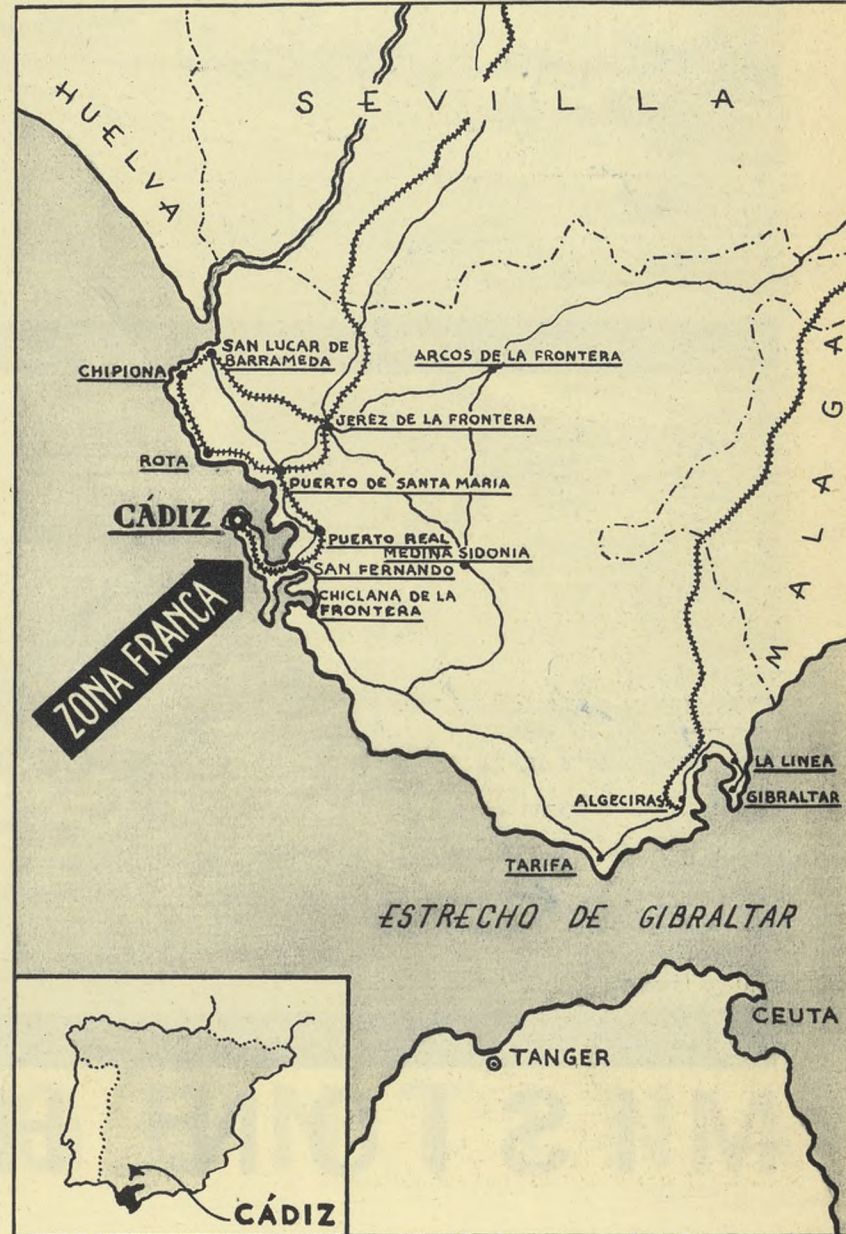 HUELVA
SEVILLA
SAN LUCAR DE
BARRAMEDA
CHIPIONA
ARCOS DE LA FRONTERA
MALAGA
JEREZ DE LA FRONTERA
ROTA
PUERTO DE SANTA MARIA
CÁDIZ
PUERTO REAL
MEDINA SIDONIA
SAN FERNANDO
CHICLANA DE LA
FRONTERA
ZONA FRANCA
LA LINEA
ALGECIRAS
GIBRALTAR
TARIFA
ESTRECHO DE GIBRALTAR
CEUTA
TANGER
CÁDIZ